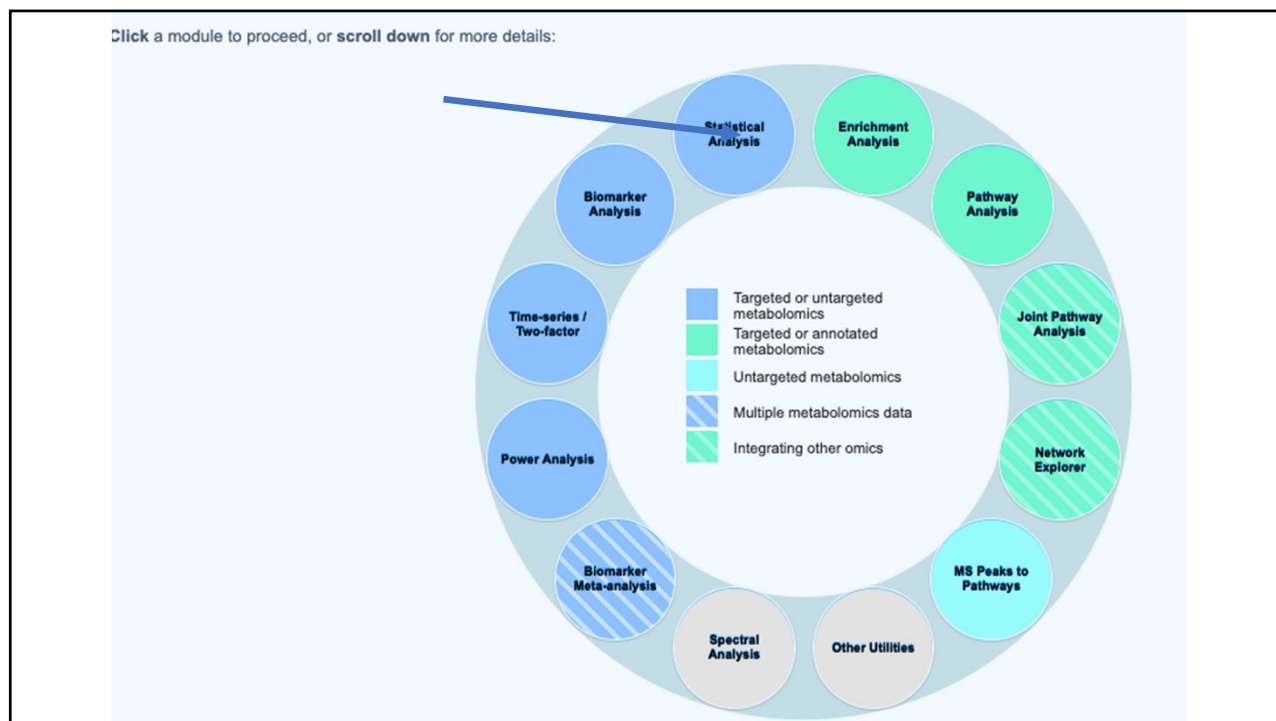 Click a module to proceed, or scroll down for more details:
Statistical
Analysis
Enrichment
Analysis
Biomarker
Analysis
Pathway
Analysis
Time-series /
Two-factor
Joint Pathway
Analysis
Power Analysis
Network
Explorer
Biomarker
Meta-analysis
MS Peaks to
Pathways
Spectral
Analysis
Other Utilities
Targeted or untargeted
metabolomics
Targeted or annotated
metabolomics
Untargeted metabolomics
Multiple metabolomics data
Integrating other omics